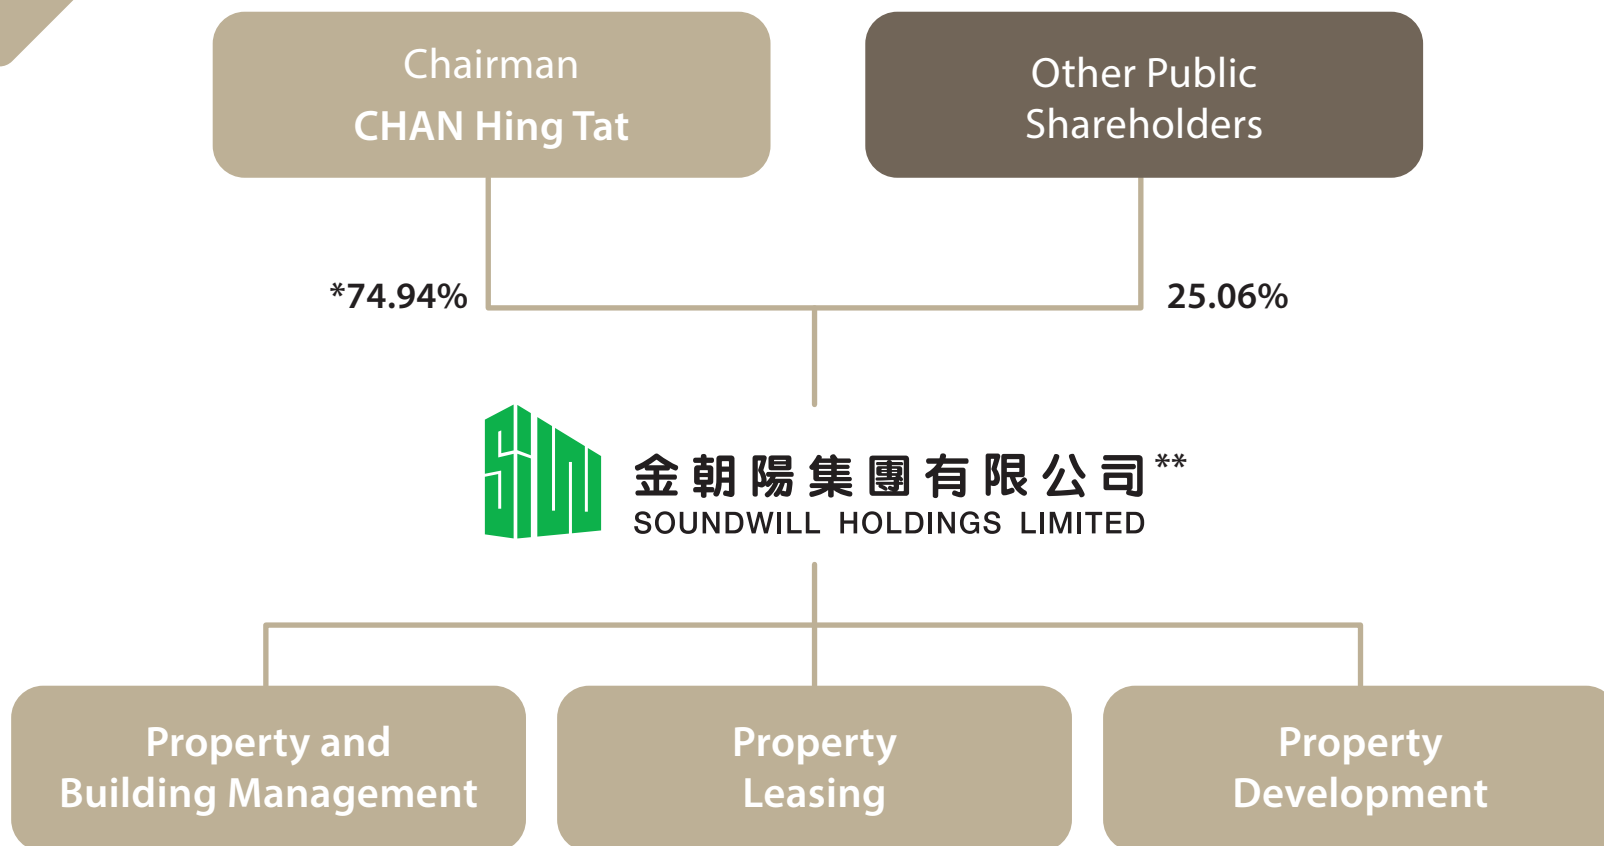 Chairman
CHAN Hing Tat
Other Public
Shareholders
*74.94%
25.06%
金朝陽集團有限公司**
SOUNDWILL HOLDINGS LIMITED
Property and
Building Management
Property
Leasing
Property
Development